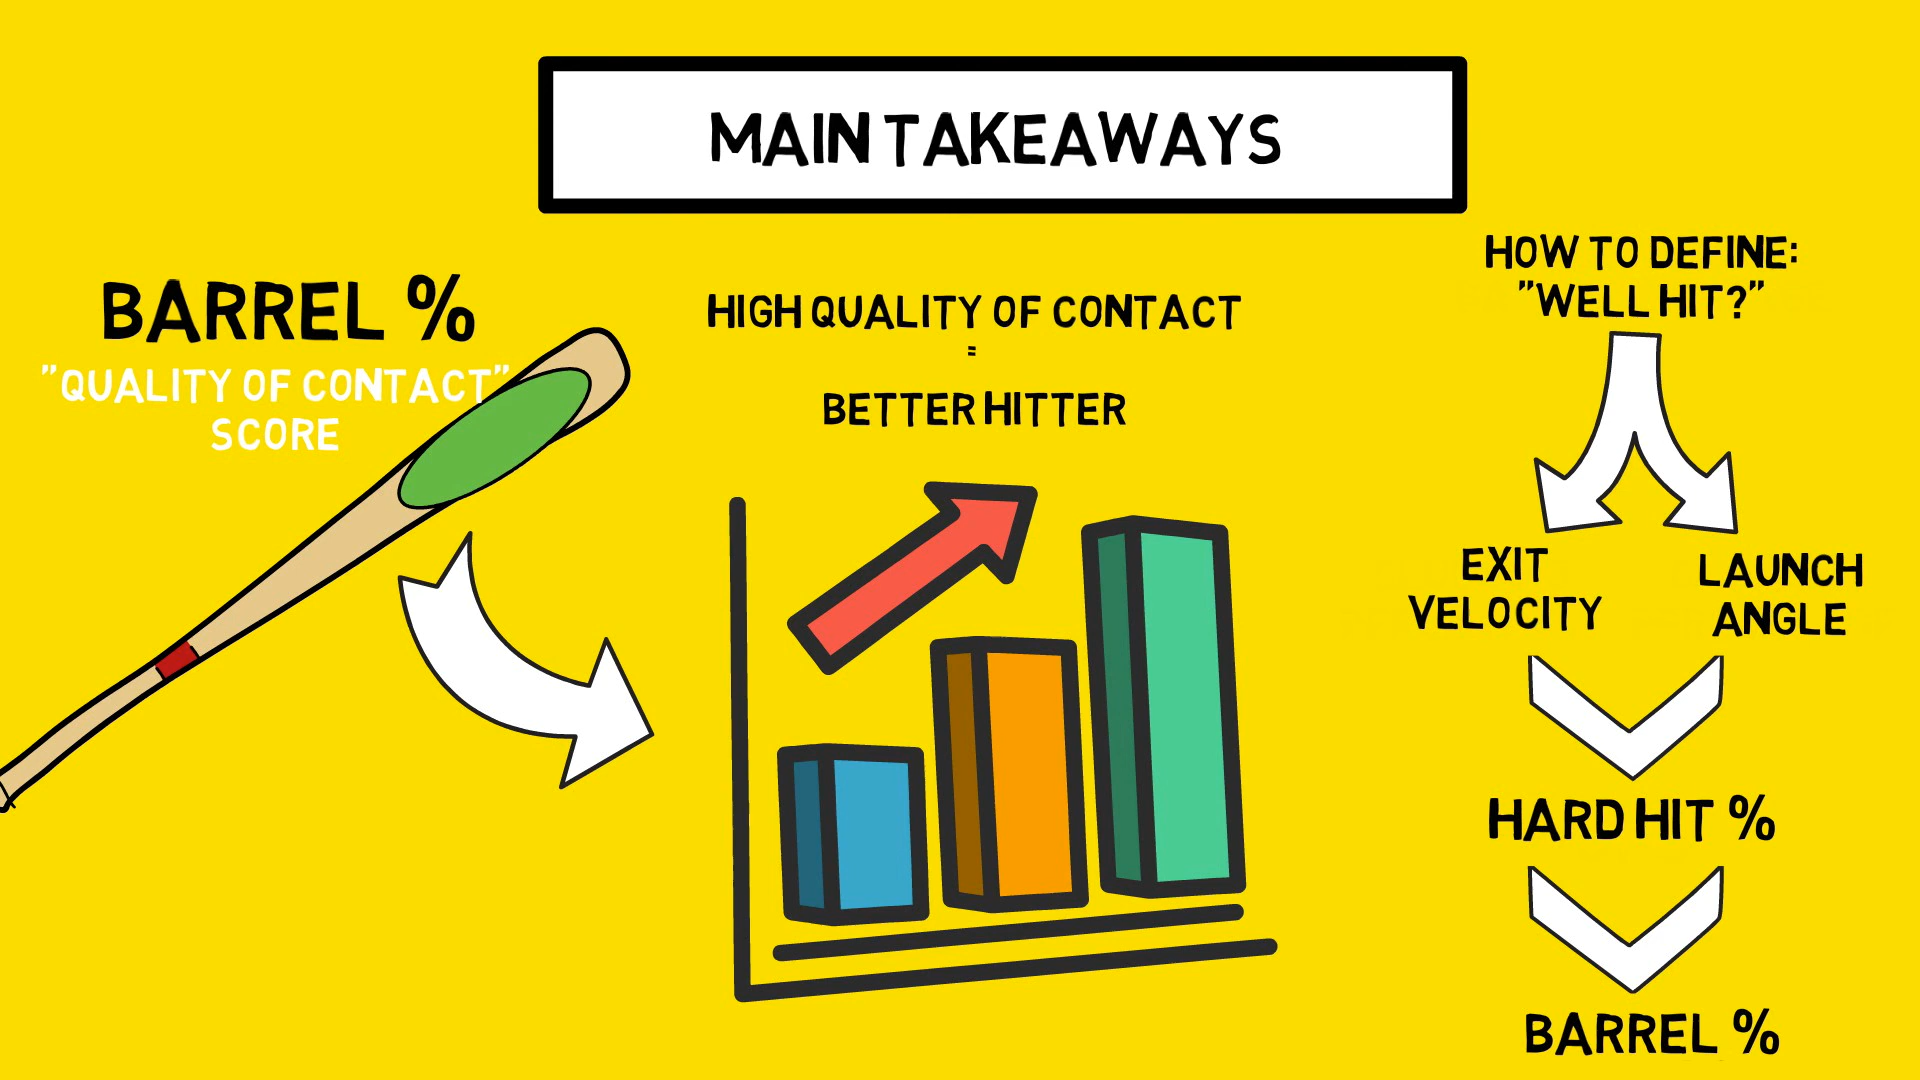 MAIN TAKEAWAYS
BARREL %
"QUALITY OF CONTACT"
SCORE
HIGH QUALITY OF CONTACT
=
BETTER HITTER
HOW TO DEFINE:
"WELL HIT?"
EXIT
VELOCITY
LAUNCH
ANGLE
HARD HIT %
BARREL %